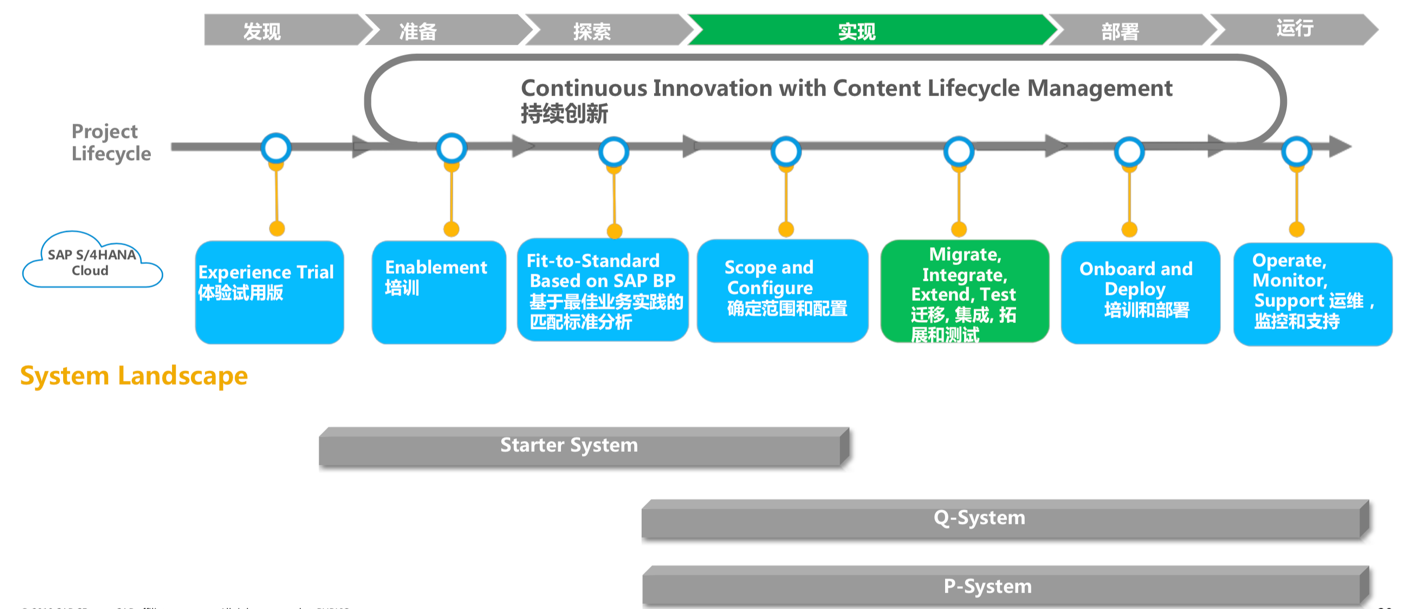 发现
准备
探索
实现
部署
运行
Continuous Innovation with Content Lifecycle Management
持续创新
Project
Lifecycle
SAP S/4HANA
Cloud
Experience Trial
体验试用版
Enablement
培训
Fit-to-Standard
Based on SAP BP
基于最佳业务实践的
匹配标准分析
Scope and
Configure
确定范围和配置
Migrate,
Integrate,
Extend, Test
迁移, 集成, 拓
展和测试
Onboard and
Deploy
培训和部署
Operate,
Monitor,
Support 运维，
监控和支持
System Landscape
Starter System
Q-System
P-System